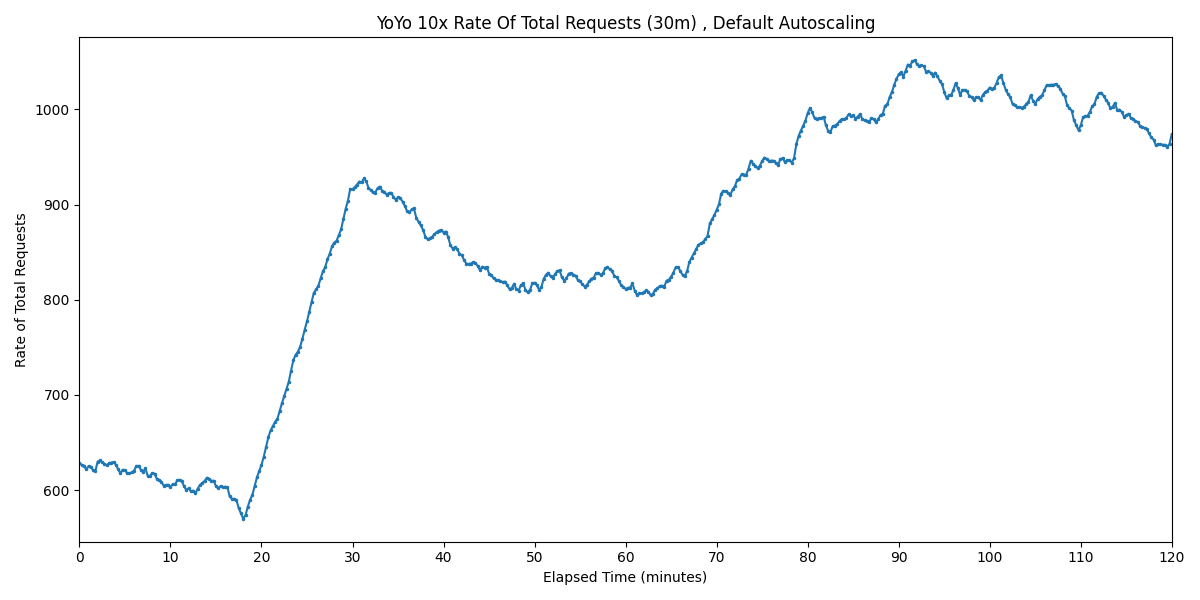 YoYo 10x Rate Of Total Requests (30m) , Default Autoscaling
Rate of Total Requests
1000
900
800
700
600
0 10 20 30 40 50 60 70 80 90 100 110 120
Elapsed Time (minutes)